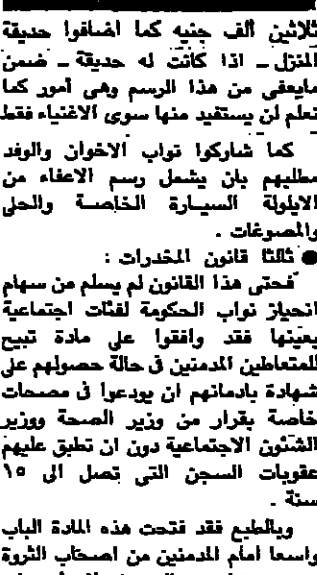 ثلاثين ألف جنيه كما أضافوا حديقة
المنزل ـ اذا كانت له حديقة ـ ضمن
مايعفى من هذا الرسم وهى أمور كما
نعلم لن يستفيد منها سوى الاغنياء فقط
كما شاركوا نواب الاخوان والوفد
مطلبهم بان يشمل رسم الاعفاء من
الايلولة السيارة الخاصة والحلى
والمصوغات .
● ثالثا قانون المخدرات :
فحتى هذا القانون لم يسلم من سهام
انحياز نواب الحكومة لفئات اجتماعية
بعينها فقد وافقوا على مادة تبيح
للمتعاطين المدمنين فى حالة حصولهم على
شهادة بادمانهم ان يودعوا فى مصحات
خاصة بقرار من وزير الصحة ووزير
الشئون الاجتماعية دون ان تطبق عليهم
عقوبات السجن التى تصل الى ١٥
سنة .
وبالطبع فقد فتحت هذه المادة الباب
واسعا أمام المدمنين من اصحاب الثروة